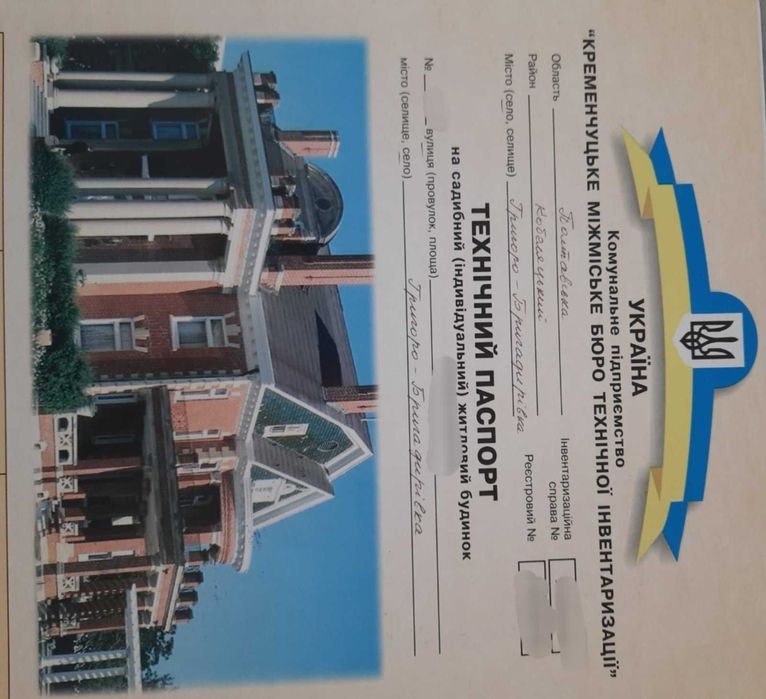 УКРАЇНА
Комунальне підприємство
“КРЕМЕНЧУЦЬКЕ МІЖМІСЬКЕ БЮРО ТЕХНІЧНОЇ ІНВЕНТАРИЗАЦІЇ”
Область Полтавська
Інвентаризаційна справа №
Район Кобеляцький
Реєстровий №
Місто (село, селище) Григоро - Бригадирівка
ТЕХНІЧНИЙ ПАСПОРТ
на садибний (індивідуальний) житловий будинок
№ вулиця (провулок, площа)
місто (селище, село) Григоро - Бригадирівка